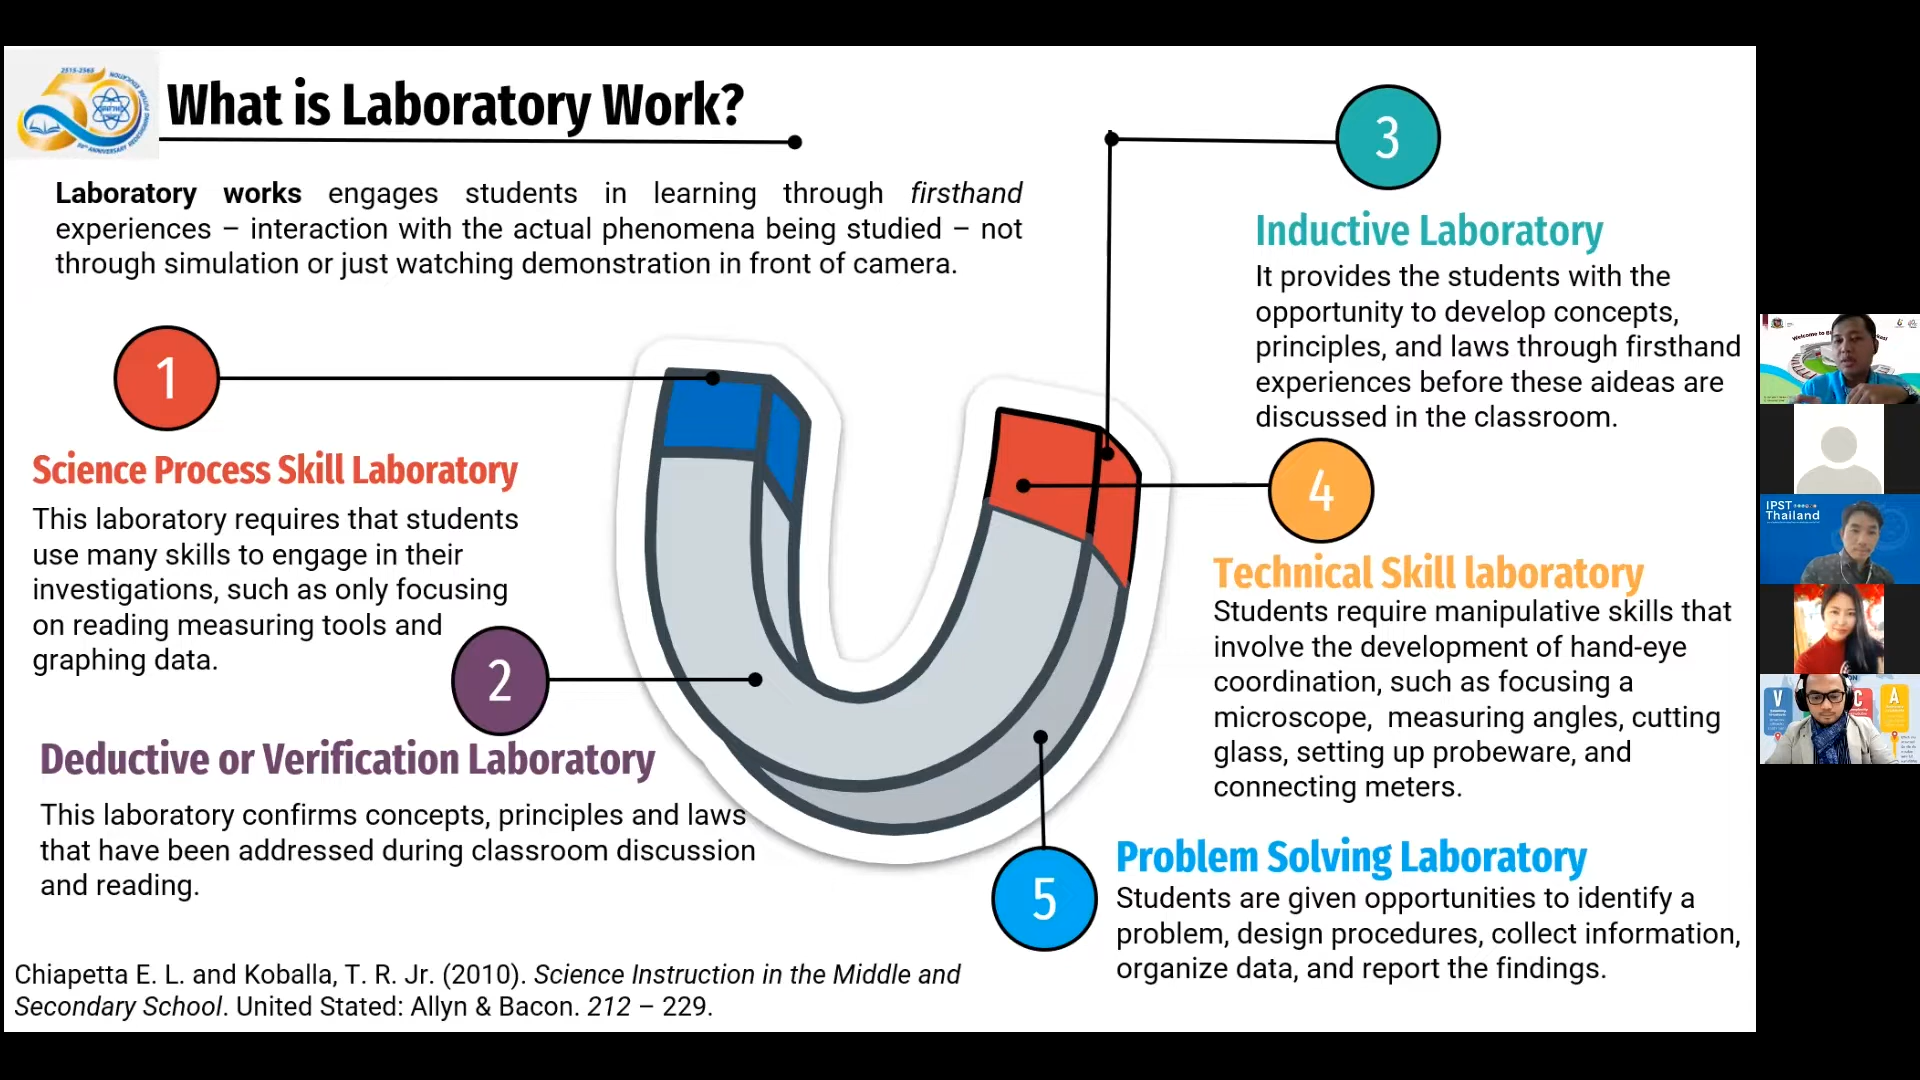 2515-2565
What is Laboratory Work?
Laboratory works engages students in learning through firsthand
experiences – interaction with the actual phenomena being studied – not
through simulation or just watching demonstration in front of camera.
1
Science Process Skill Laboratory
This laboratory requires that students
use many skills to engage in their
investigations, such as only focusing
on reading measuring tools and
graphing data.
2
Deductive or Verification Laboratory
This laboratory confirms concepts, principles and laws
that have been addressed during classroom discussion
and reading.
3
Inductive Laboratory
It provides the students with the
opportunity to develop concepts,
principles, and laws through firsthand
experiences before these aideas are
discussed in the classroom.
4
Technical Skill laboratory
Students require manipulative skills that
involve the development of hand-eye
coordination, such as focusing a
microscope, measuring angles, cutting
glass, setting up probeware, and
connecting meters.
5
Problem Solving Laboratory
Students are given opportunities to identify a
problem, design procedures, collect information,
organize data, and report the findings.
Chiapetta E. L. and Koballa, T. R. Jr. (2010). Science Instruction in the Middle and
Secondary School. United Stated: Allyn & Bacon. 212 – 229.
Welcome to
IPST
Thailand
V C A